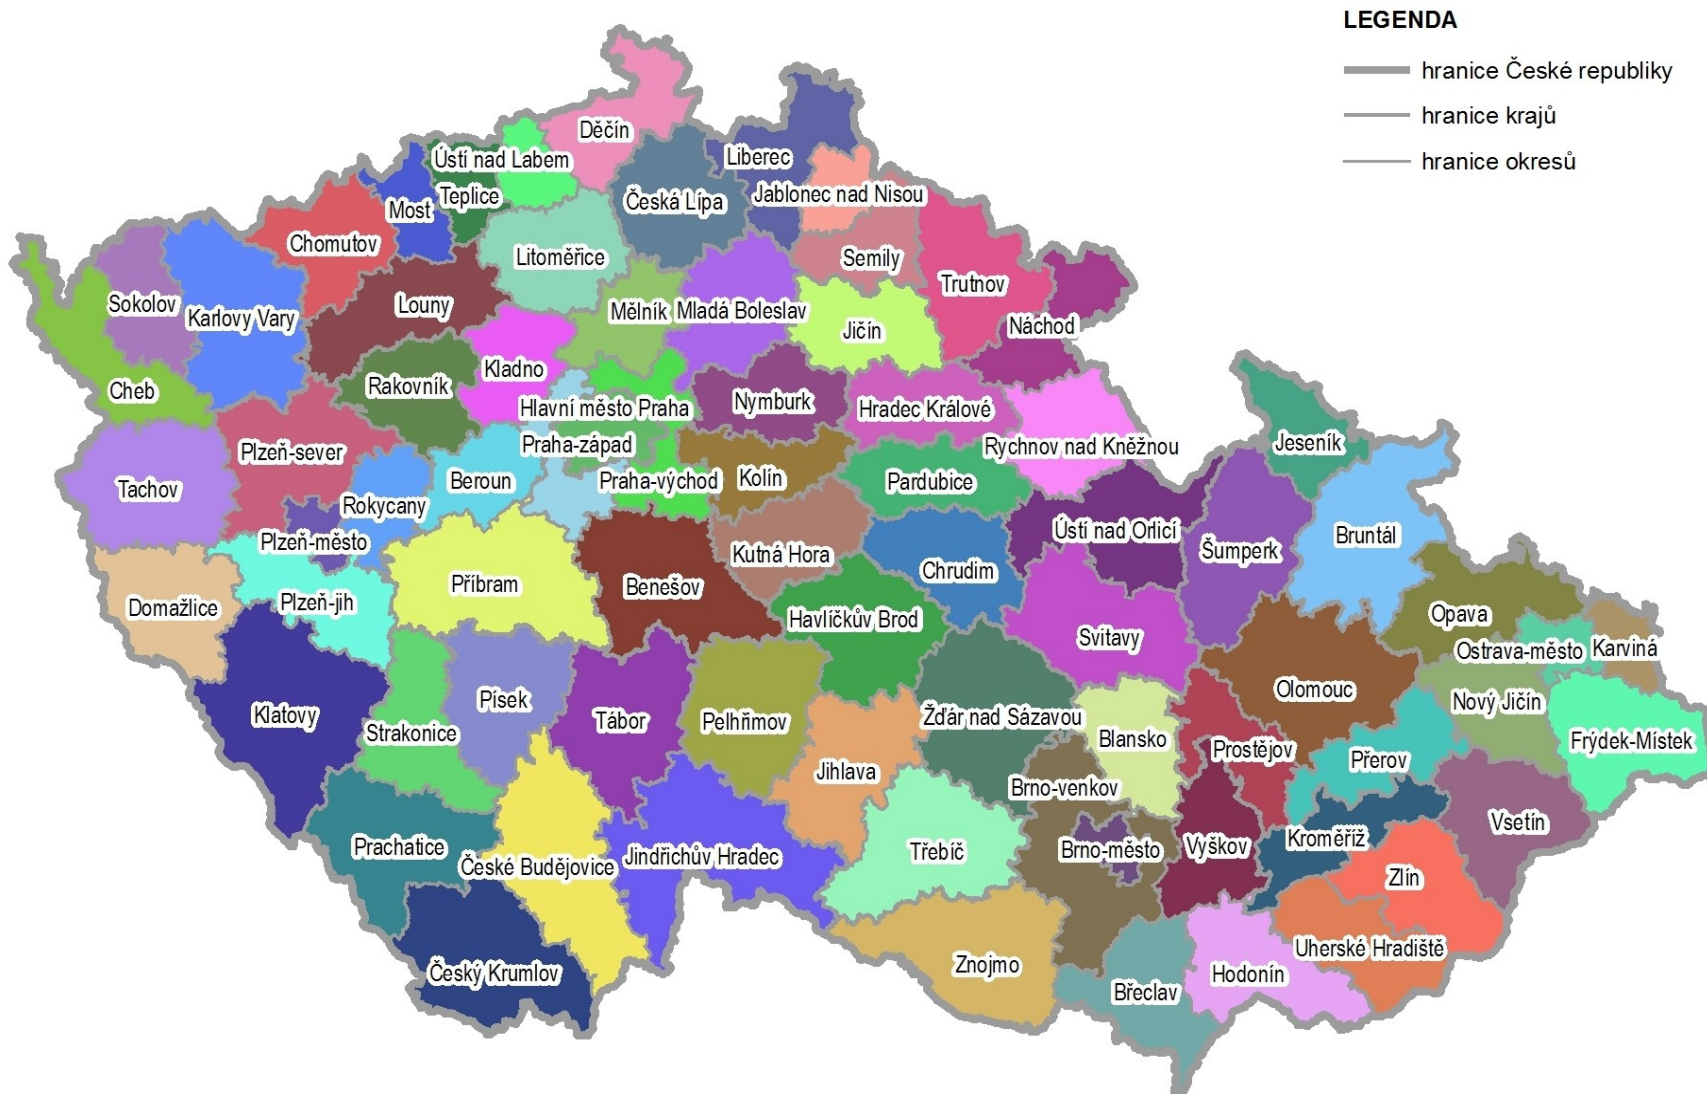 LEGENDA
hranice České republiky
hranice krajů
hranice okresů
Děčín
Ústí nad Labem
Liberec
Teplice
Jablonec nad Nisou
Most
Česká Lípa
Chomutov
Litoměřice
Semily
Trutnov
Sokolov
Karlovy Vary
Louny
Mělník
Mladá Boleslav
Jičín
Náchod
Cheb
Rakovník
Kladno
Hlavní město Praha
Nymburk
Hradec Králové
Rychnov nad Kněžnou
Jeseník
Plzeň-sever
Praha-západ
Tachov
Rokycany
Beroun
Praha-východ
Kolín
Pardubice
Plzeň-město
Kutná Hora
Chrudim
Ústí nad Orlicí
Šumperk
Bruntál
Domažlice
Plzeň-jih
Příbram
Benešov
Havlíčkův Brod
Svitavy
Opava
Ostrava-město
Karviná
Klatovy
Strakonice
Písek
Tábor
Pelhřimov
Žďár nad Sázavou
Blansko
Olomouc
Nový Jičín
Frýdek-Místek
Jihlava
Brno-venkov
Prostějov
Přerov
Prachatice
České Budějovice
Jindřichův Hradec
Třebíč
Brno-město
Vyškov
Kroměříž
Vsetín
Zlín
Český Krumlov
Znojmo
Břeclav
Hodonín
Uherské Hradiště